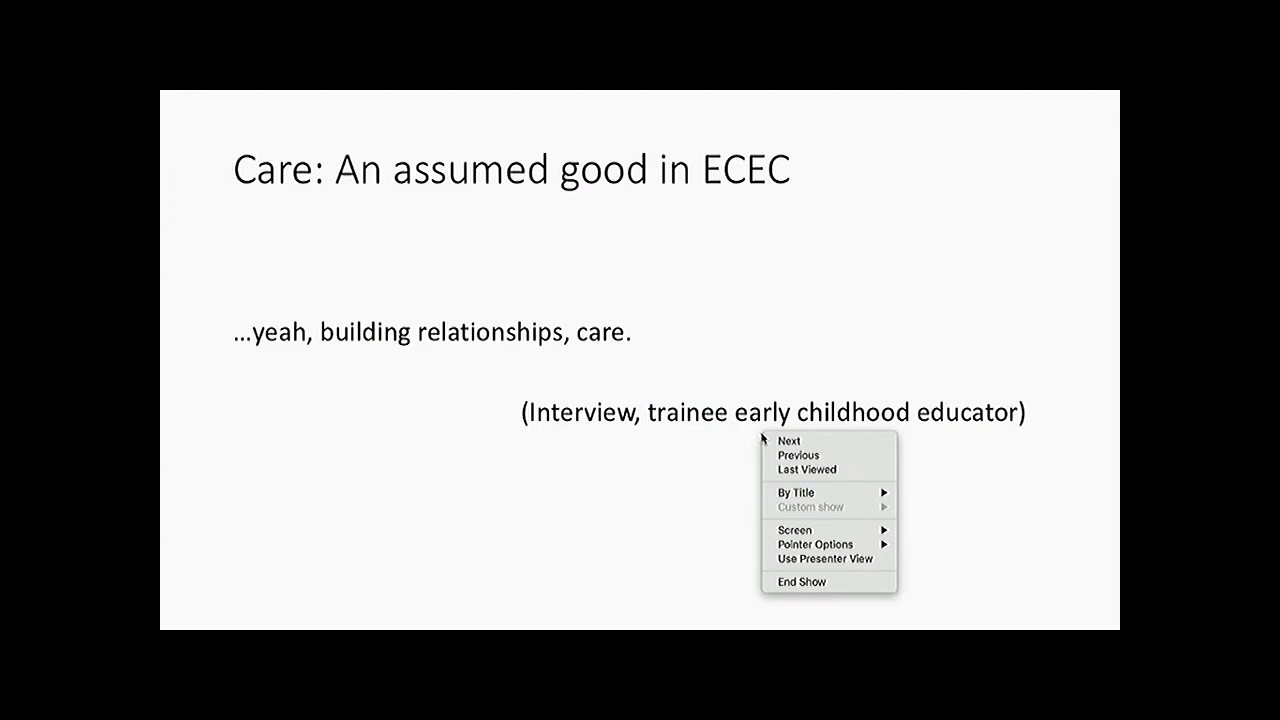 Care: An assumed good in ECEC
…yeah, building relationships, care.
(Interview, trainee early childhood educator)
Next
Previous
Last Viewed
By Title
Custom show
Screen
Pointer Options
Use Presenter View
End Show